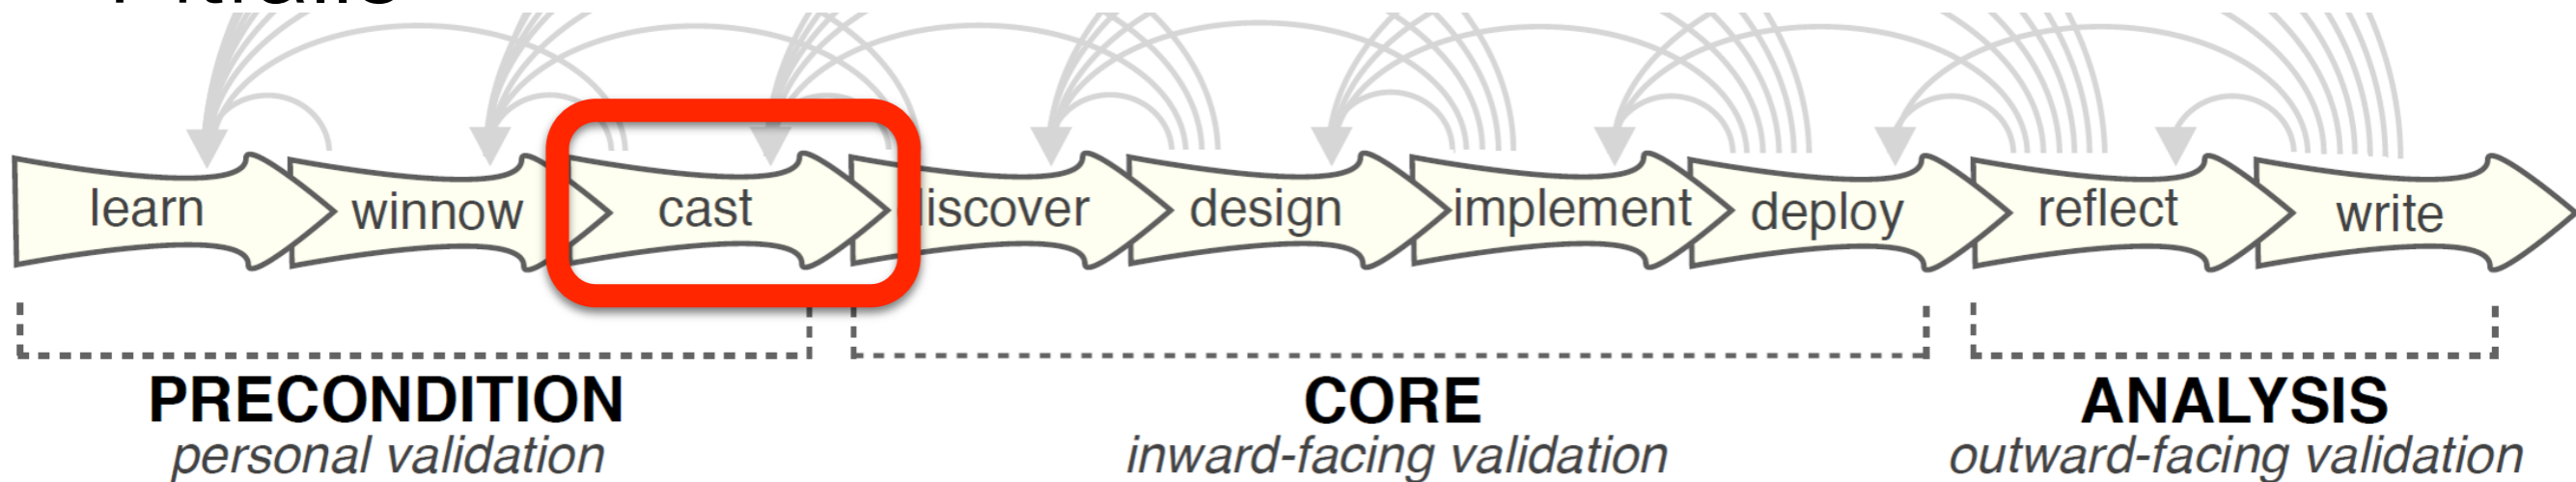 learn winnow cast discover design implement deploy reflect write
PRECONDITION CORE ANALYSIS
personal validation inward-facing validation outward-facing validation